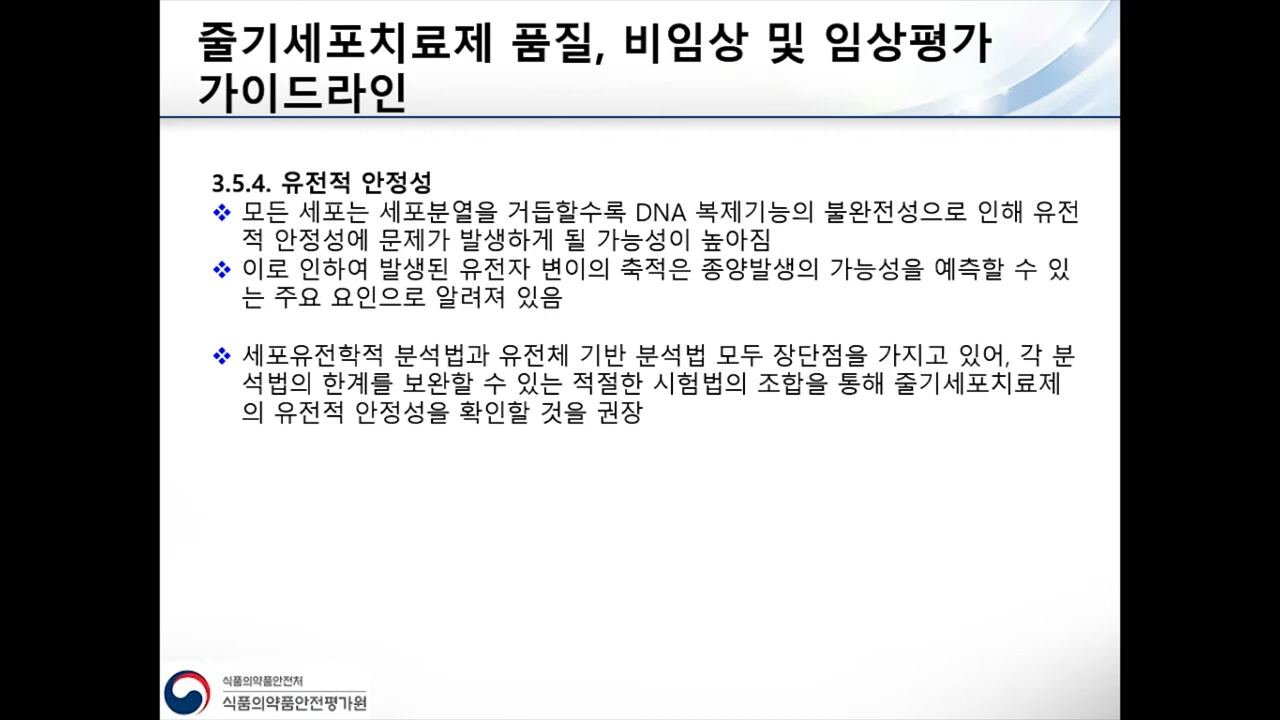 줄기세포치료제 품질, 비임상 및 임상평가
가이드라인
3.5.4. 유전적 안정성
❖ 모든 세포는 세포분열을 거듭할수록 DNA 복제기능의 불완전성으로 인해 유전
적 안정성에 문제가 발생하게 될 가능성이 높아짐
❖ 이로 인하여 발생된 유전자 변이의 축적은 종양발생의 가능성을 예측할 수 있
는 주요 요인으로 알려져 있음
❖ 세포유전학적 분석법과 유전체 기반 분석법 모두 장단점을 가지고 있어, 각 분
석법의 한계를 보완할 수 있는 적절한 시험법의 조합을 통해 줄기세포치료제
의 유전적 안정성을 확인할 것을 권장
식품의약품안전처
식품의약품안전평가원